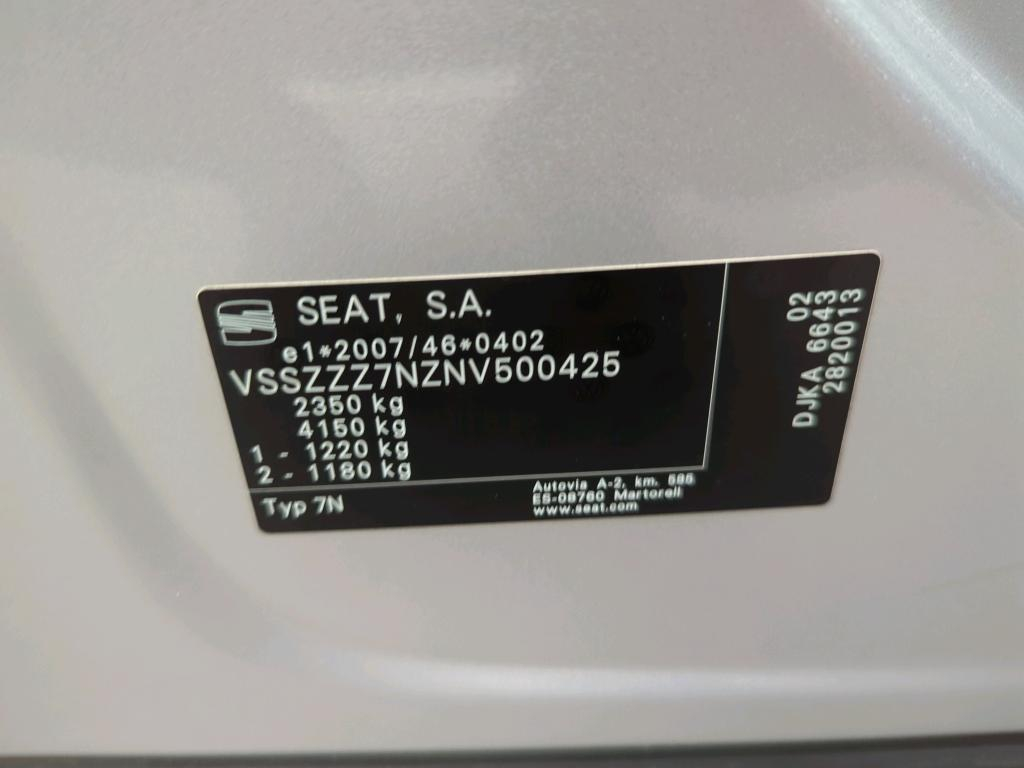 SEAT, S.A.
e1*2007/46*0402
VSSZZZ7NZNV500425
2350 kg
4150 kg
1 - 1220 kg
2 - 1180 kg
Typ 7N
Autovía A-2, km. 585
ES-08760 Martorell
www.seat.com
02
DJKA 6643
2820013